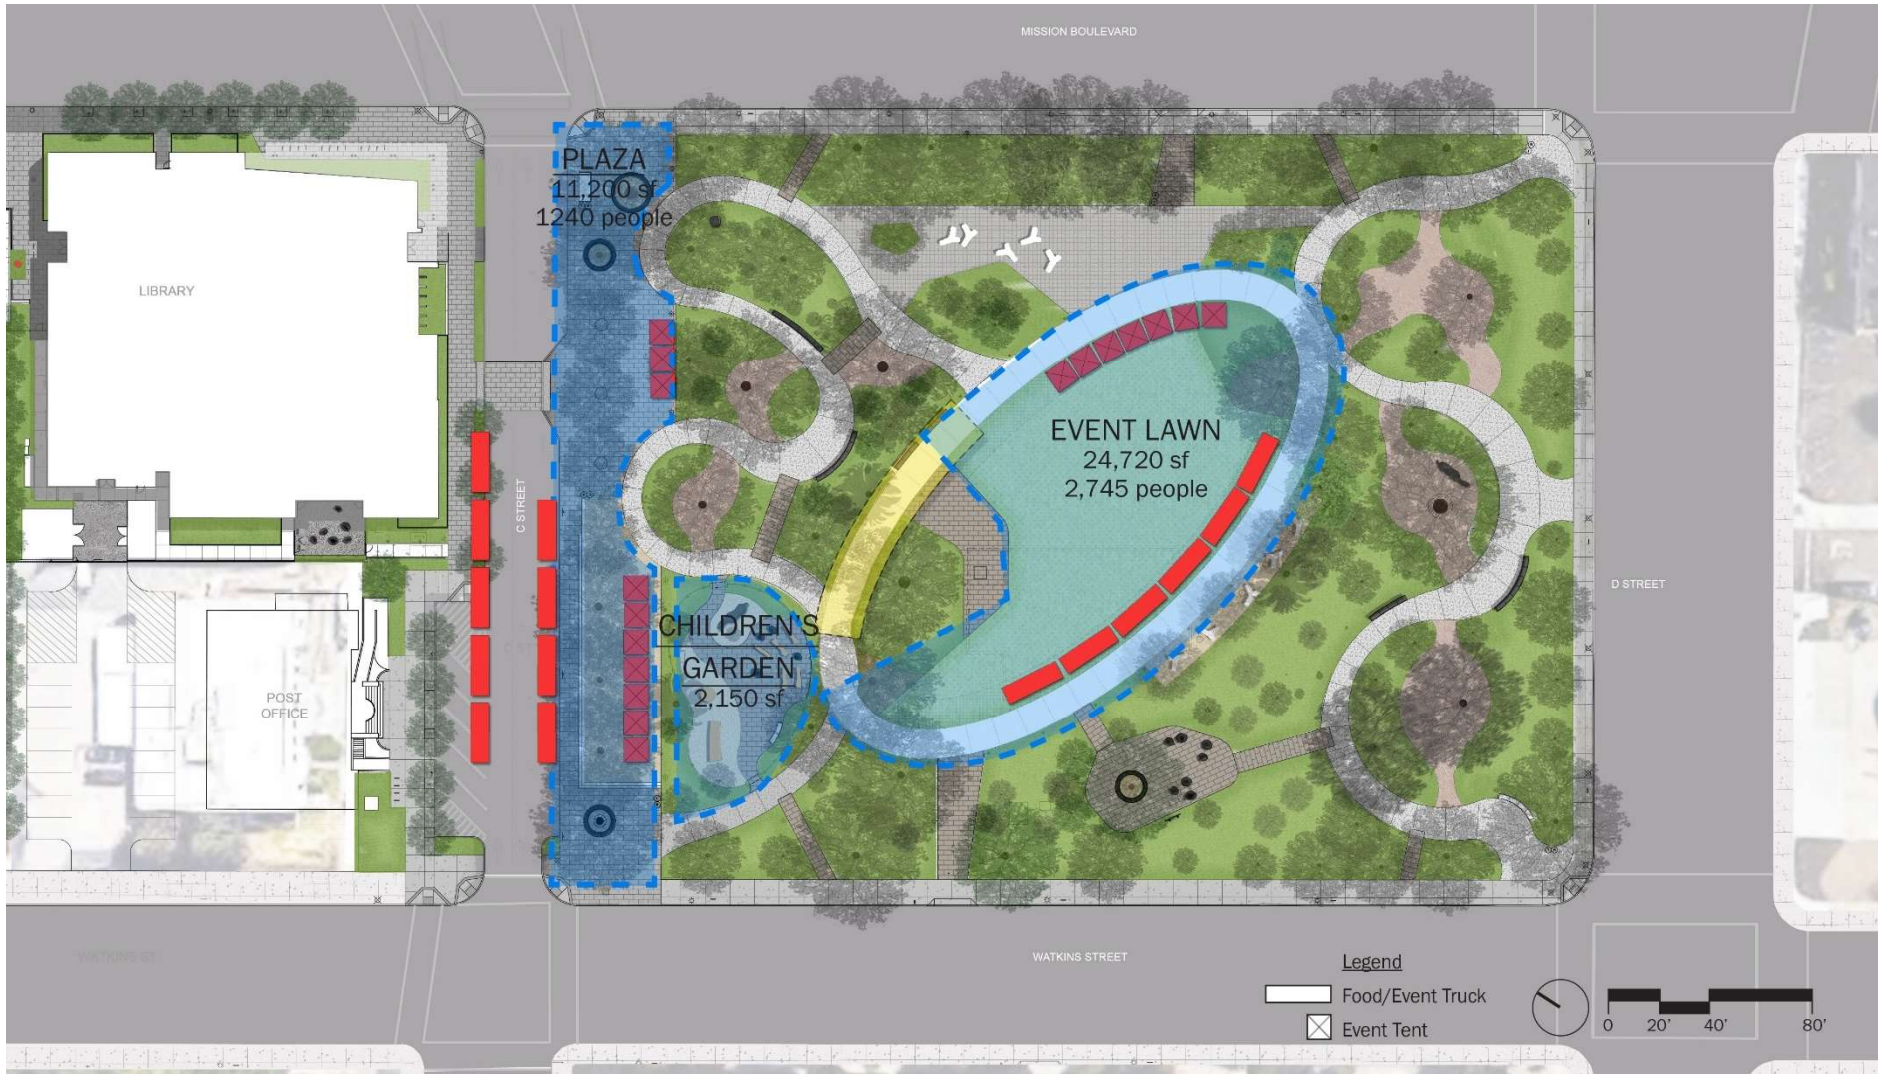 MISSION BOULEVARD
PLAZA
11,200 sf
1240 people
LIBRARY
EVENT LAWN
24,720 sf
2,745 people
C STREET
D STREET
CHILDREN'S
GARDEN
2,150 sf
POST
OFFICE
WATKINS STREET
Legend
Food/Event Truck
Event Tent
0 20' 40' 80'